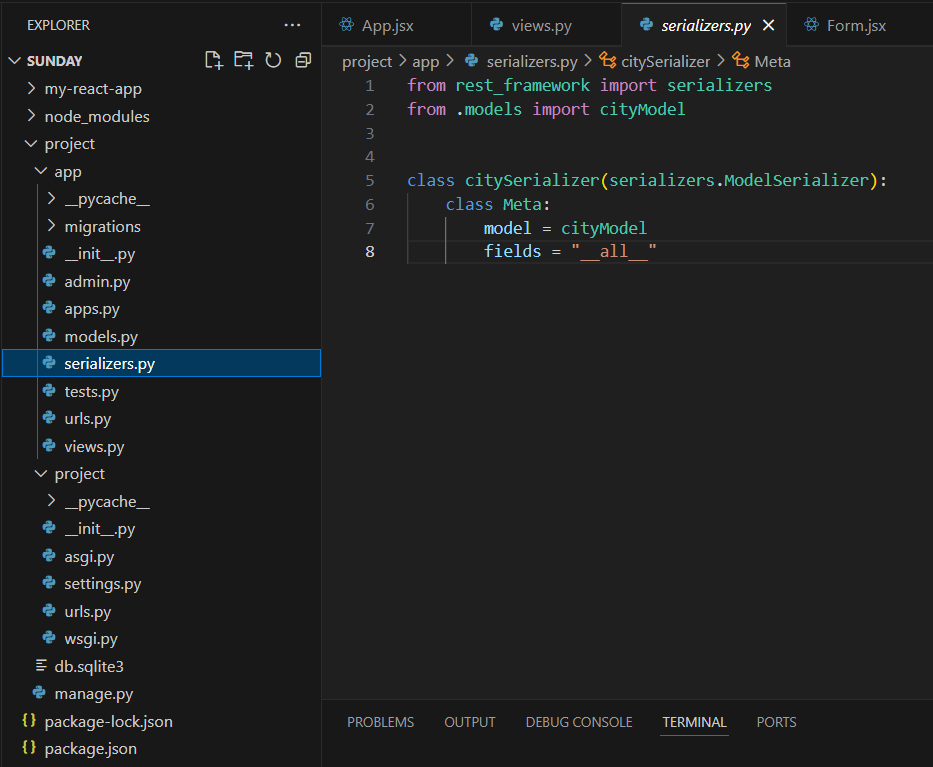 EXPLORER
SUNDAY
my-react-app
node_modules
project
app
__pycache__
migrations
__init__.py
admin.py
apps.py
models.py
serializers.py
tests.py
urls.py
views.py
project
__pycache__
__init__.py
asgi.py
settings.py
urls.py
wsgi.py
db.sqlite3
manage.py
package-lock.json
package.json
App.jsx views.py serializers.py Form.jsx
project > app > serializers.py > citySerializer > Meta
1 from rest_framework import serializers
2 from .models import cityModel
3
4
5 class citySerializer(serializers.ModelSerializer):
6 class Meta:
7 model = cityModel
8 fields = "__all__"
PROBLEMS OUTPUT DEBUG CONSOLE TERMINAL PORTS